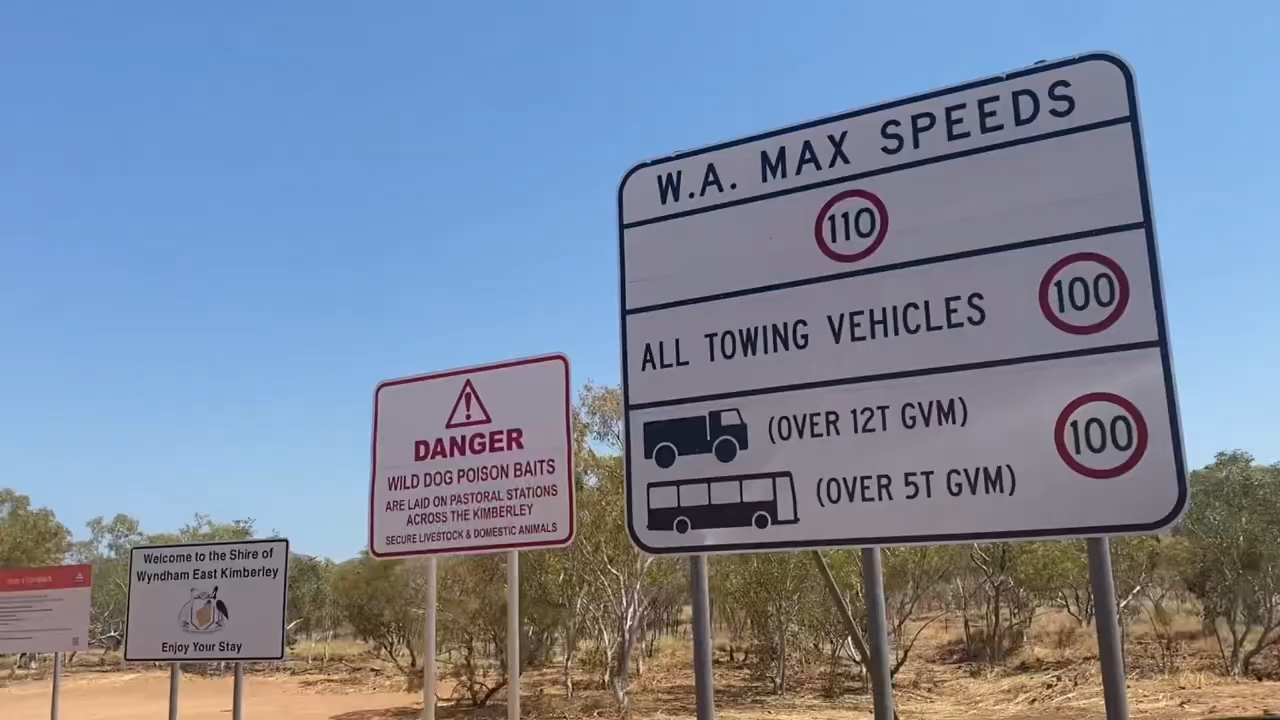 Welcome to the Shire of
Wyndham East Kimberley
Enjoy Your Stay
DANGER
WILD DOG POISON BAITS
ARE LAID ON PASTORAL STATIONS
ACROSS THE KIMBERLEY
SECURE LIVESTOCK & DOMESTIC ANIMALS
W.A. MAX SPEEDS
110
ALL TOWING VEHICLES 100
(OVER 12T GVM)
100
(OVER 5T GVM)